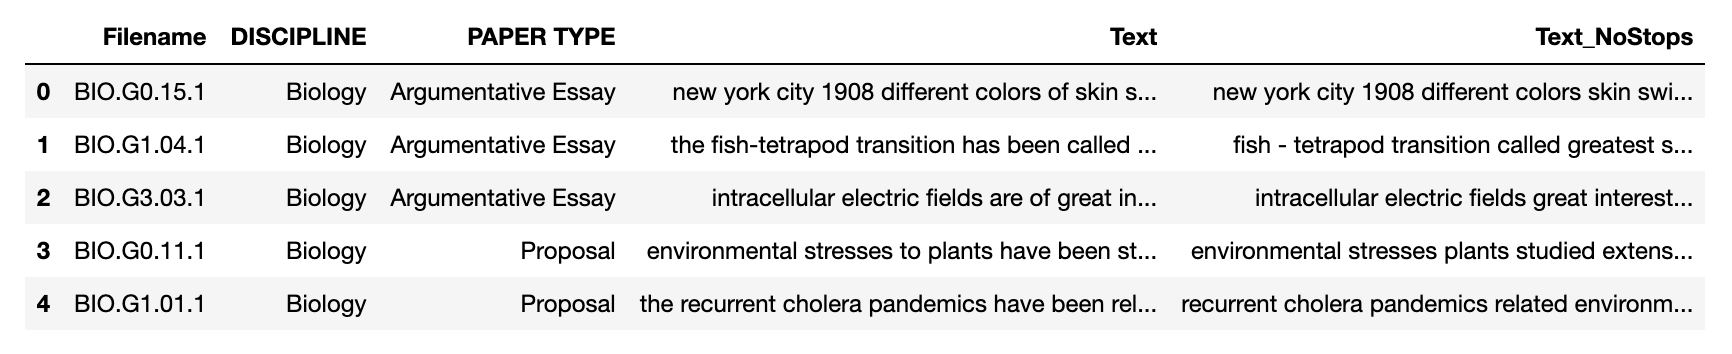 Filename DISCIPLINE PAPER TYPE Text Text_NoStops
0 BIO.G0.15.1 Biology Argumentative Essay new york city 1908 different colors of skin s... new york city 1908 different colors skin swi...
1 BIO.G1.04.1 Biology Argumentative Essay the fish-tetrapod transition has been called ... fish - tetrapod transition called greatest s...
2 BIO.G3.03.1 Biology Argumentative Essay intracellular electric fields are of great in... intracellular electric fields great interest...
3 BIO.G0.11.1 Biology Proposal environmental stresses to plants have been st... environmental stresses plants studied extens...
4 BIO.G1.01.1 Biology Proposal the recurrent cholera pandemics have been rel... recurrent cholera pandemics related environm...